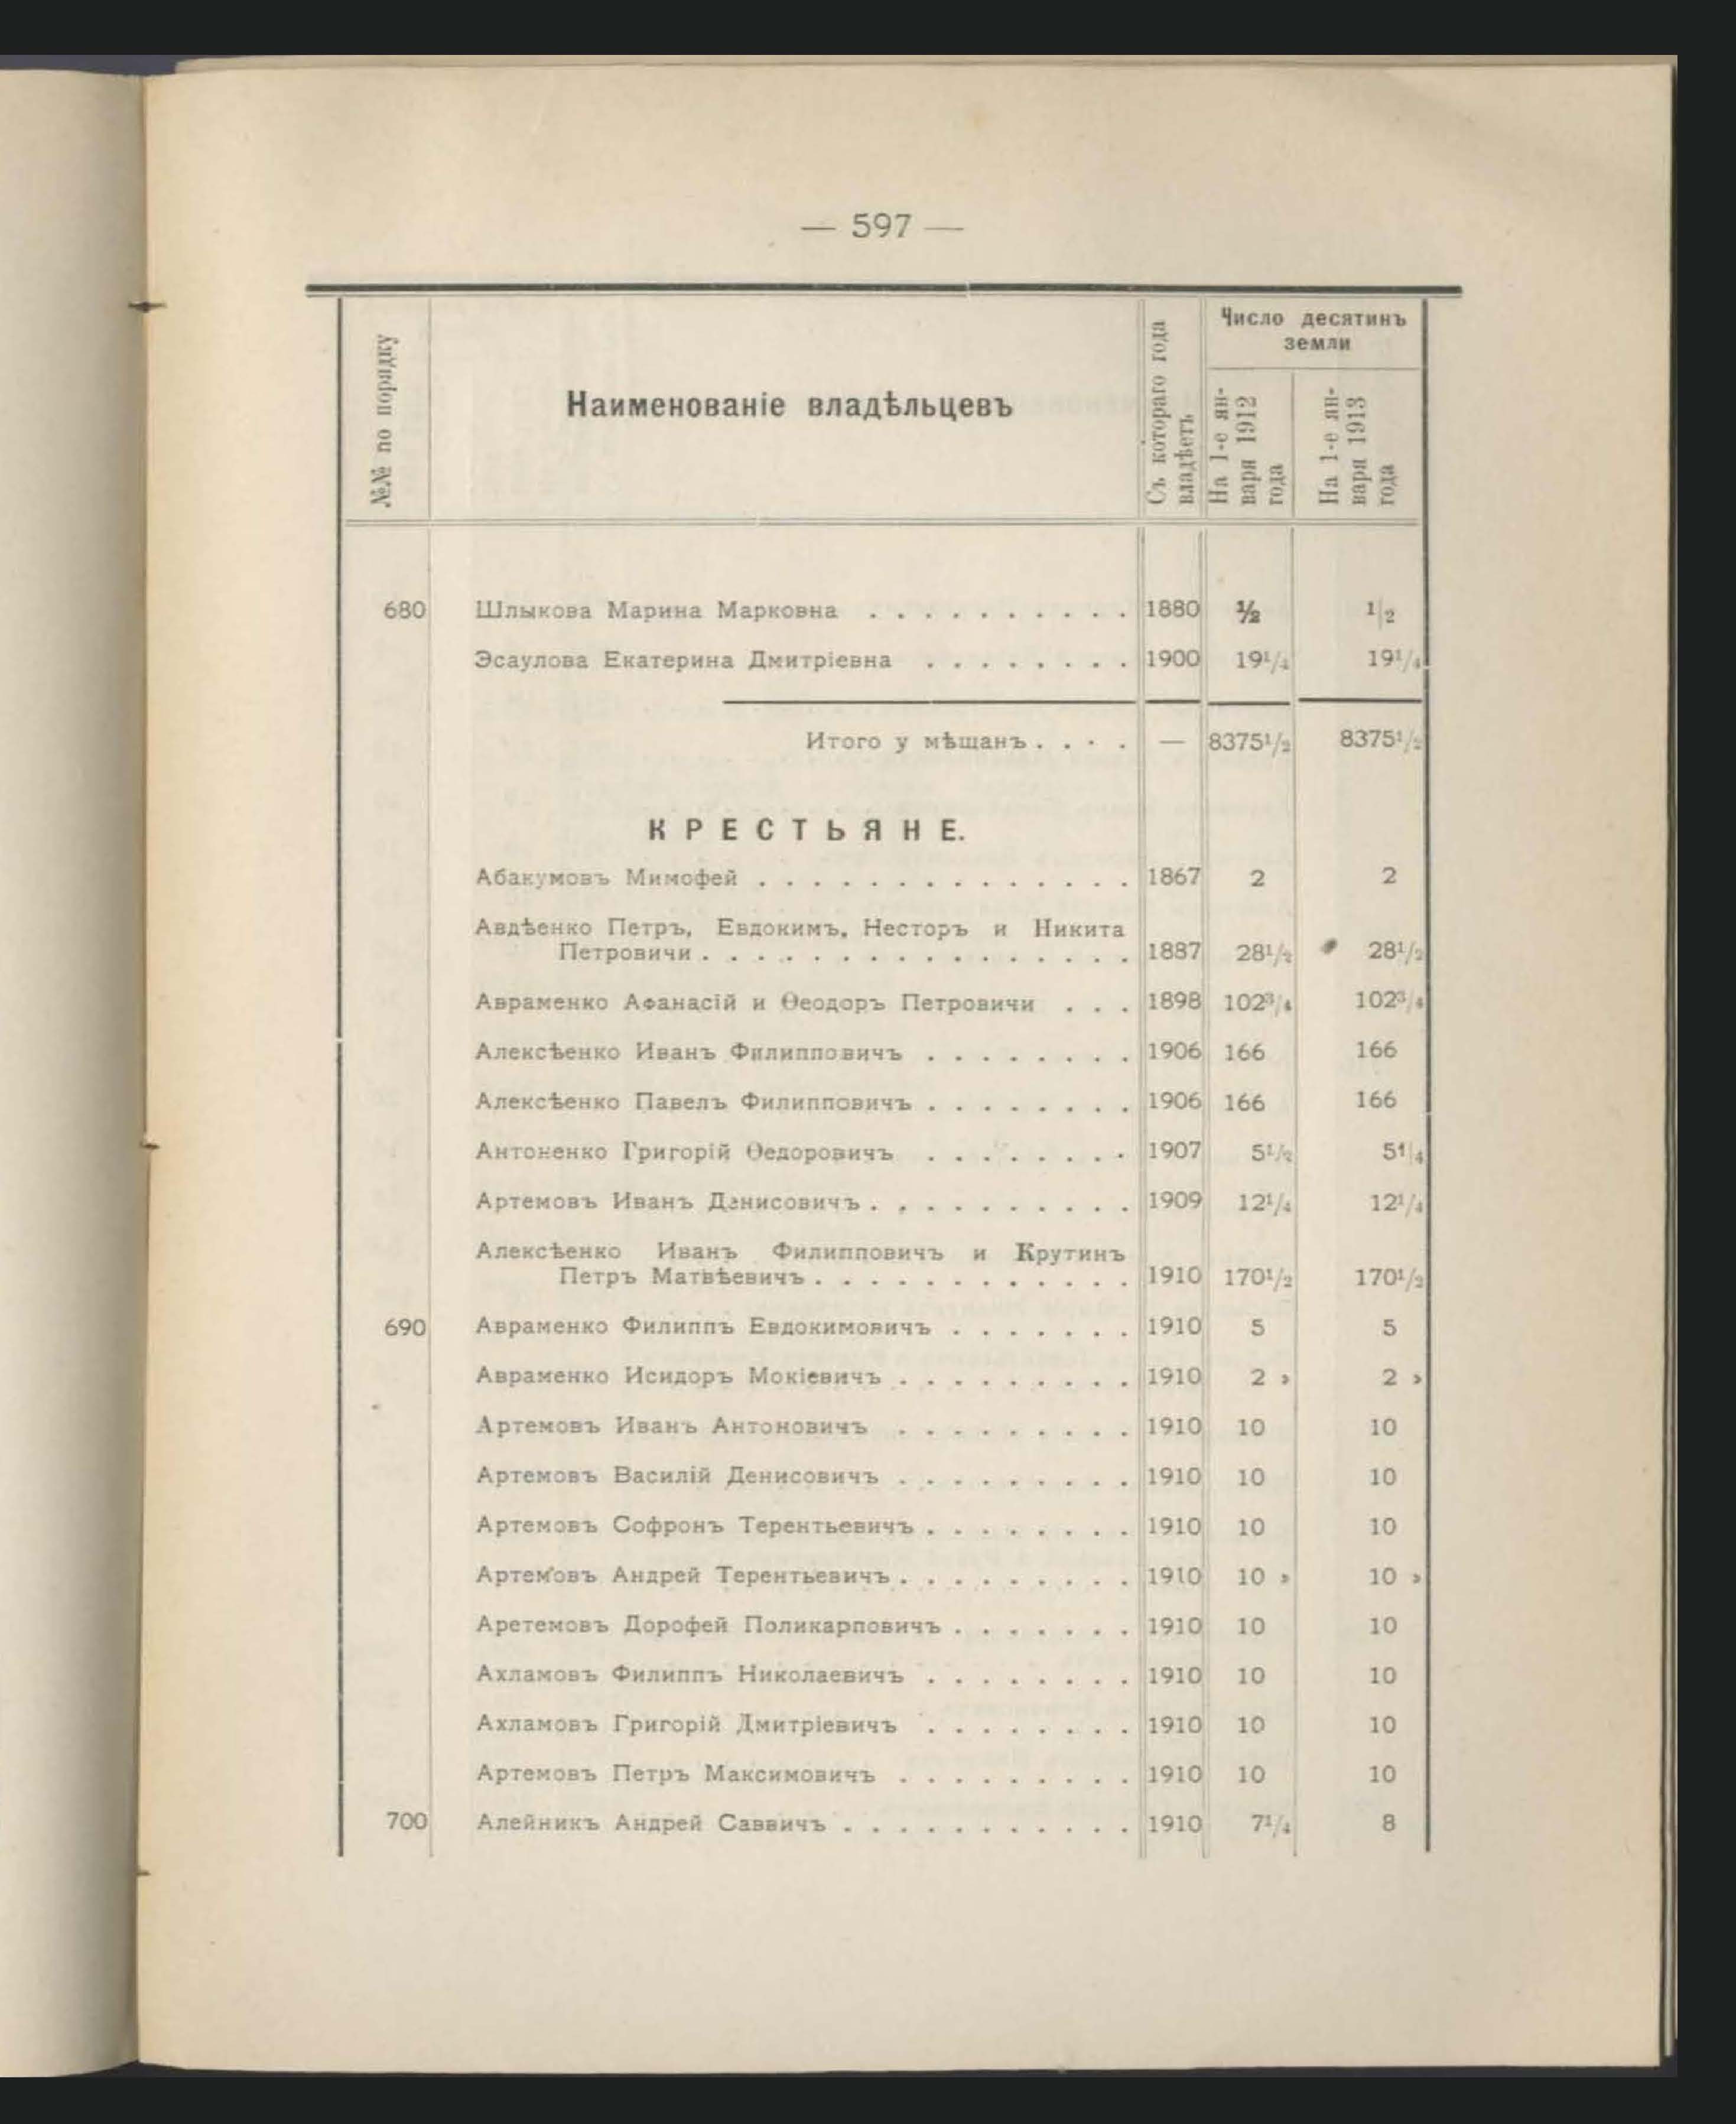 — 597 —
№№ по порядку
Наименованіе владѣльцевъ
Съ котораго года владѣетъ
Число десятинъ земли
На 1-е января 1912 года
На 1-е января 1913 года
680 Шлыкова Марина Марковна . . . . . . . . . . 1880 ½ 1/2
Эсаулова Екатерина Дмитріевна . . . . . . . . 1900 19¹/₄ 19¹/₄
Итого у мѣщанъ . . . . — 8375¹/₂ 8375¹/₂
КРЕСТЬЯНЕ.
Абакумовъ Мимофей . . . . . . . . . . . . . . 1867 2 2
Авдѣенко Петръ, Евдокимъ, Несторъ и Никита
Петровичи . . . . . . . . . . . . . . . . 1887 28¹/₂ 28¹/₂
Авраменко Аѳанасій и Ѳеодоръ Петровичи . . . 1898 102³/₄ 102³/₄
Алексѣенко Иванъ Филипповичъ . . . . . . . . 1906 166 166
Алексѣенко Павелъ Филипповичъ . . . . . . . . 1906 166 166
Антоненко Григорій Ѳедоровичъ . . . . . . . . 1907 5¹/₂ 5¹/₄
Артемовъ Иванъ Денисовичъ . . . . . . . . . . 1909 12¹/₄ 12¹/₄
Алексѣенко Иванъ Филипповичъ и Крутинъ
Петръ Матвѣевичъ . . . . . . . . . . . . 1910 170¹/₂ 170¹/₂
690 Авраменко Филиппъ Евдокимовичъ . . . . . . . 1910 5 5
Авраменко Исидоръ Мокіевичъ . . . . . . . . . 1910 2 » 2 »
Артемовъ Иванъ Антоновичъ . . . . . . . . . 1910 10 10
Артемовъ Василій Денисовичъ . . . . . . . . . 1910 10 10
Артемовъ Софронъ Терентьевичъ . . . . . . . . 1910 10 10
Артемовъ Андрей Терентьевичъ . . . . . . . . . 1910 10 » 10 »
Аретемовъ Дорофей Поликарповичъ . . . . . . . 1910 10 10
Ахламовъ Филиппъ Николаевичъ . . . . . . . . 1910 10 10
Ахламовъ Григорій Дмитріевичъ . . . . . . . . 1910 10 10
Артемовъ Петръ Максимовичъ . . . . . . . . . 1910 10 10
700 Алейникъ Андрей Саввичъ . . . . . . . . . . . 1910 7¹/₄ 8